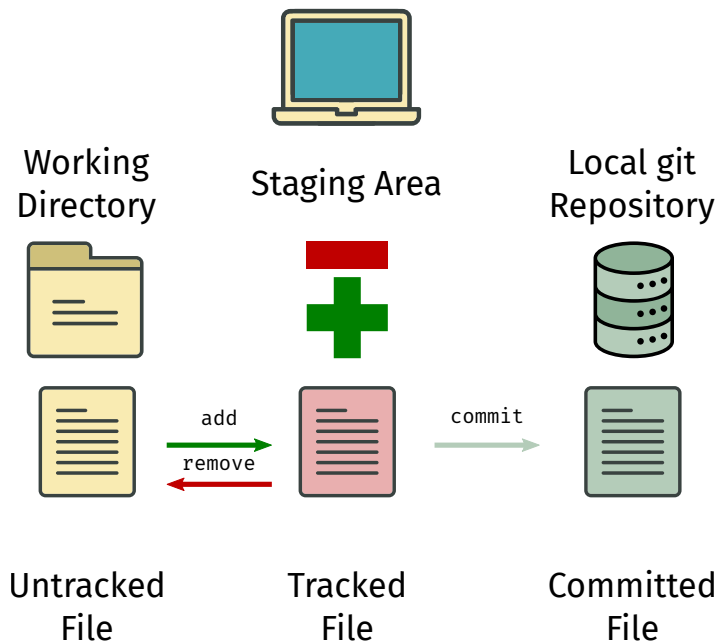 Working
Directory
Staging Area
Local git
Repository
add
remove
commit
Untracked
File
Tracked
File
Committed
File